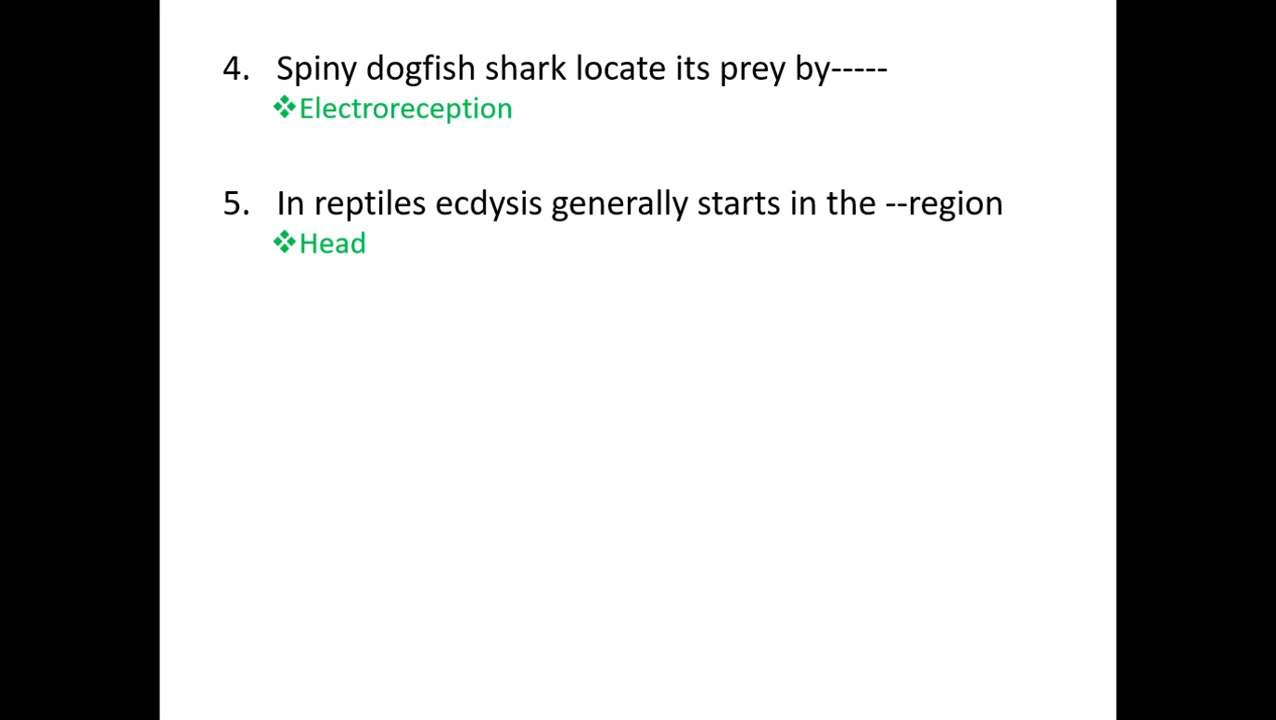 4. Spiny dogfish shark locate its prey by-----
❖Electroreception
5. In reptiles ecdysis generally starts in the --region
❖Head